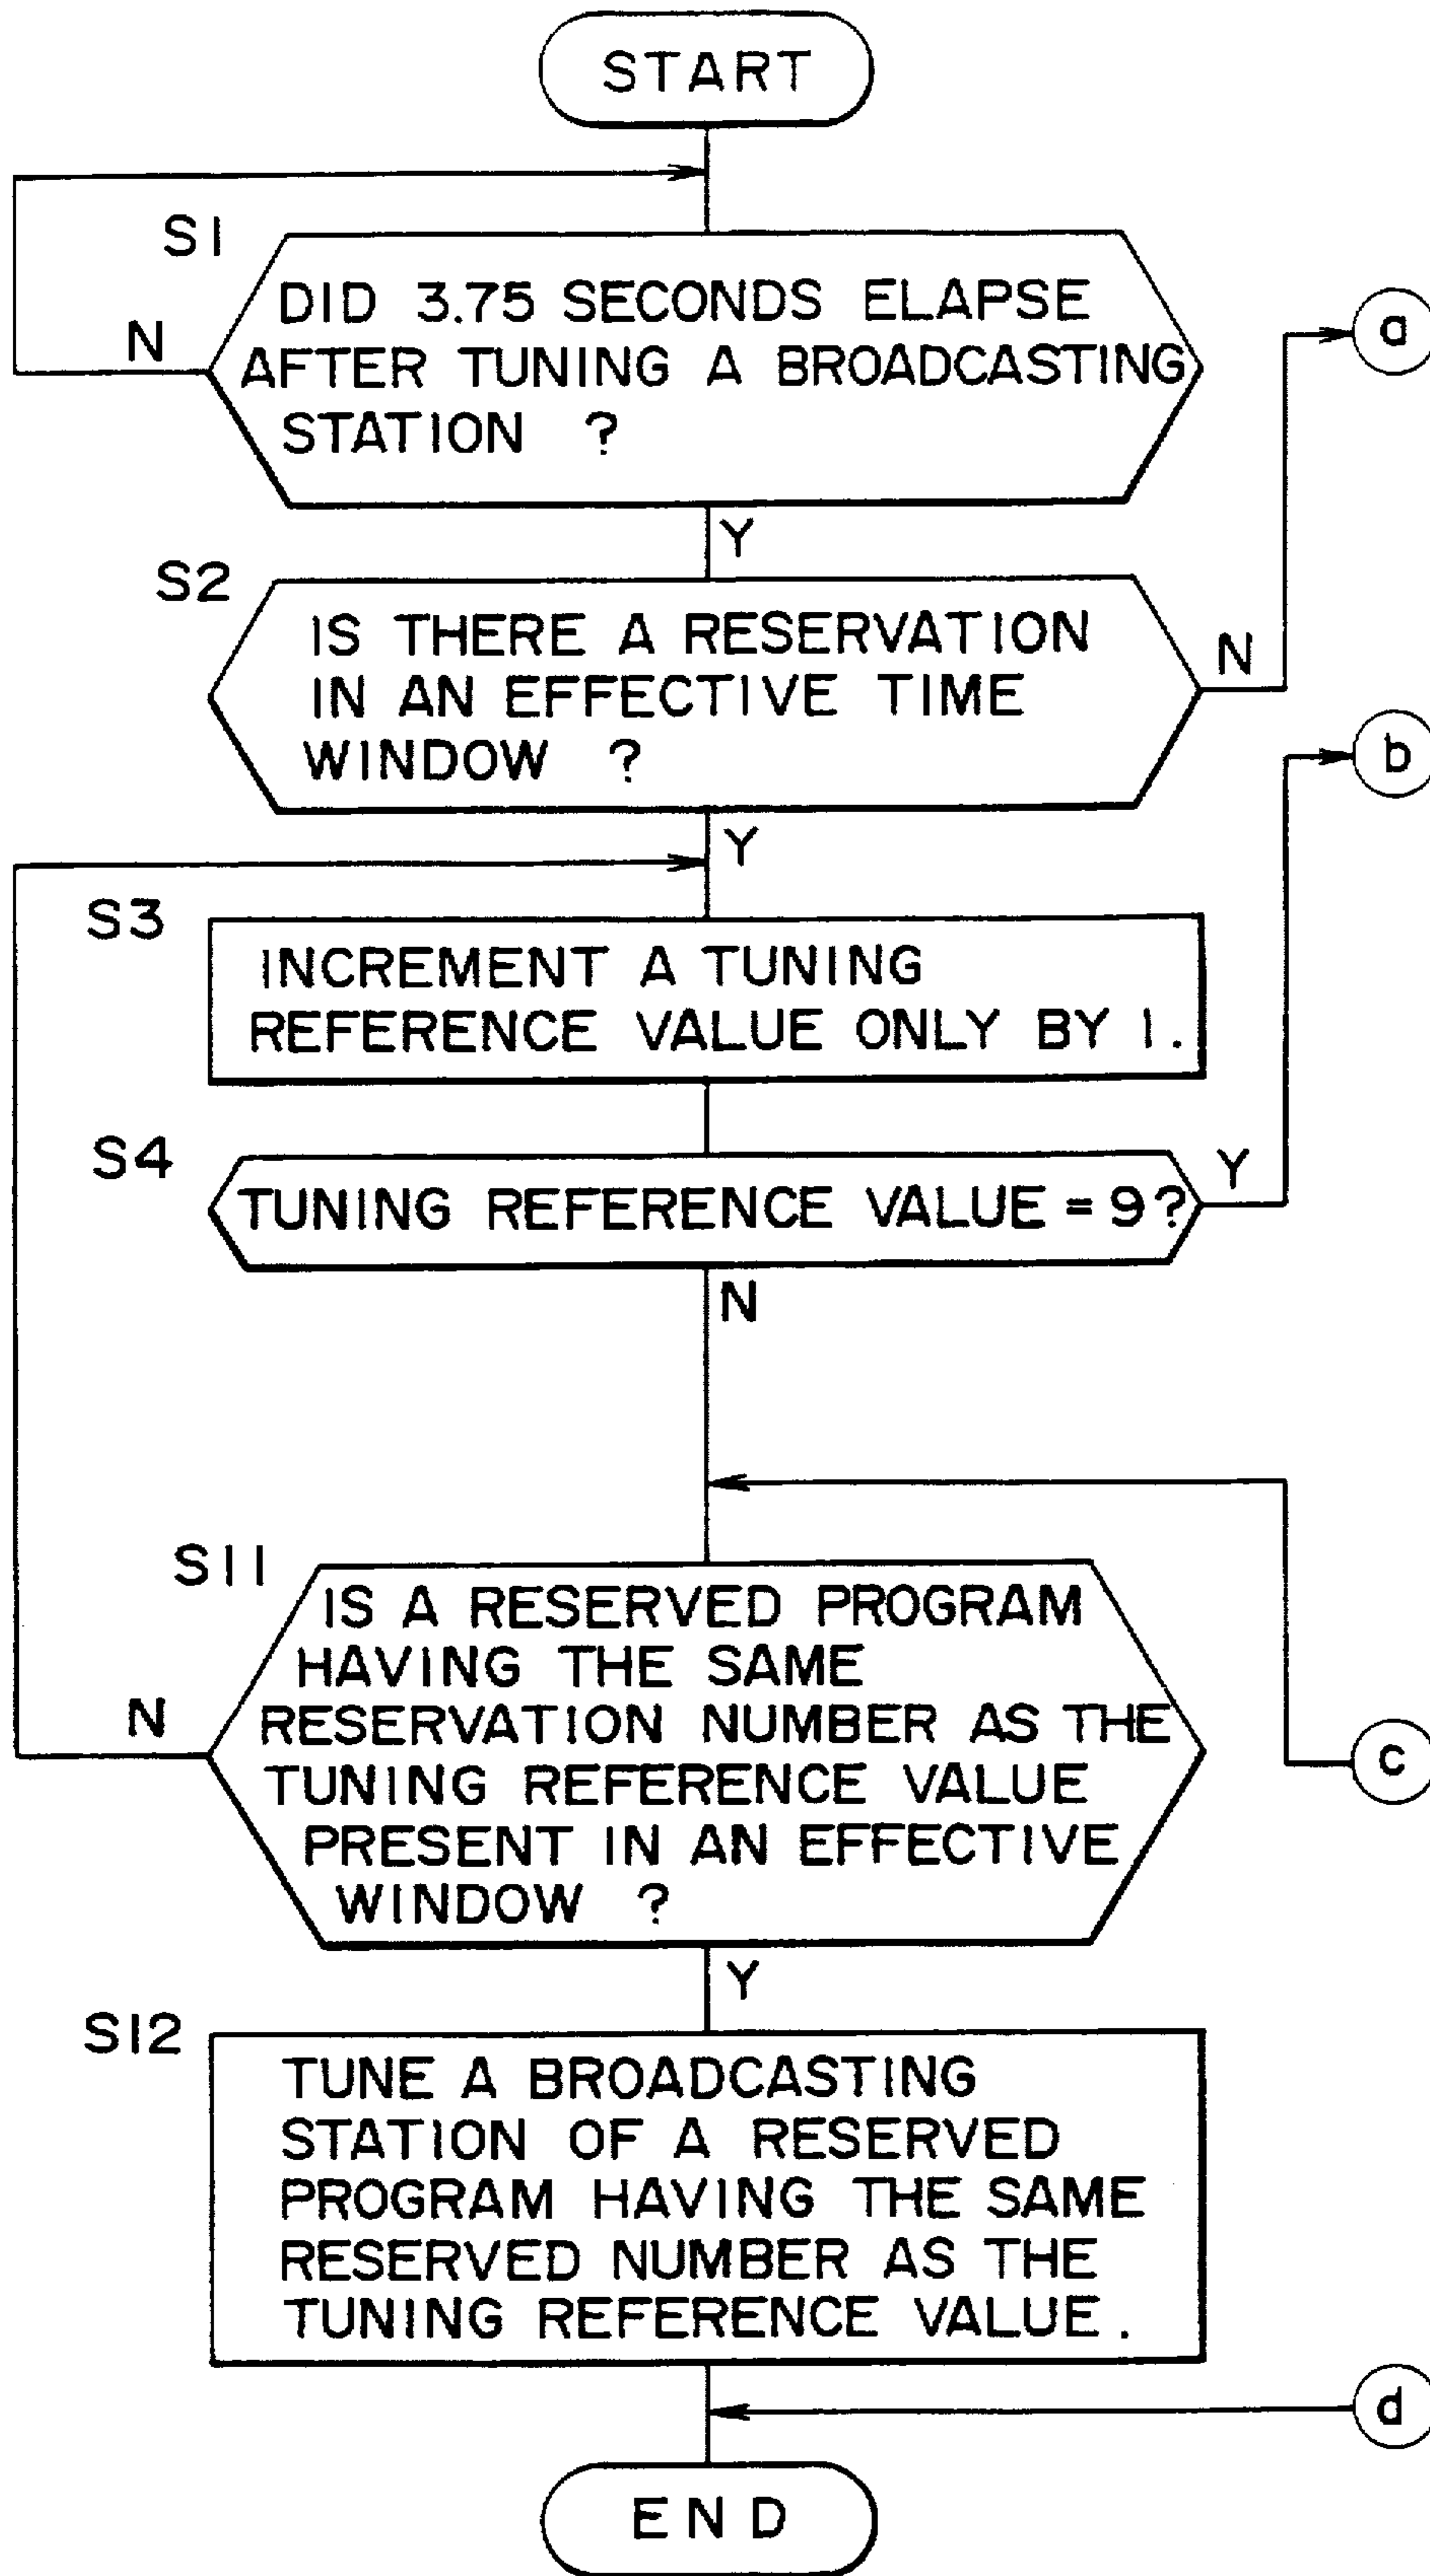 START
S1
DID 3.75 SECONDS ELAPSE
N
AFTER TUNING A BROADCASTING
STATION ?
a
Y
S2
IS THERE A RESERVATION
N
IN AN EFFECTIVE TIME
WINDOW ?
b
Y
S3
INCREMENT A TUNING
REFERENCE VALUE ONLY BY 1.
S4
TUNING REFERENCE VALUE = 9?
Y
N
S11
IS A RESERVED PROGRAM
HAVING THE SAME
N
RESERVATION NUMBER AS THE
TUNING REFERENCE VALUE
PRESENT IN AN EFFECTIVE
WINDOW ?
c
Y
S12
TUNE A BROADCASTING
STATION OF A RESERVED
PROGRAM HAVING THE SAME
RESERVED NUMBER AS THE
TUNING REFERENCE VALUE.
d
END